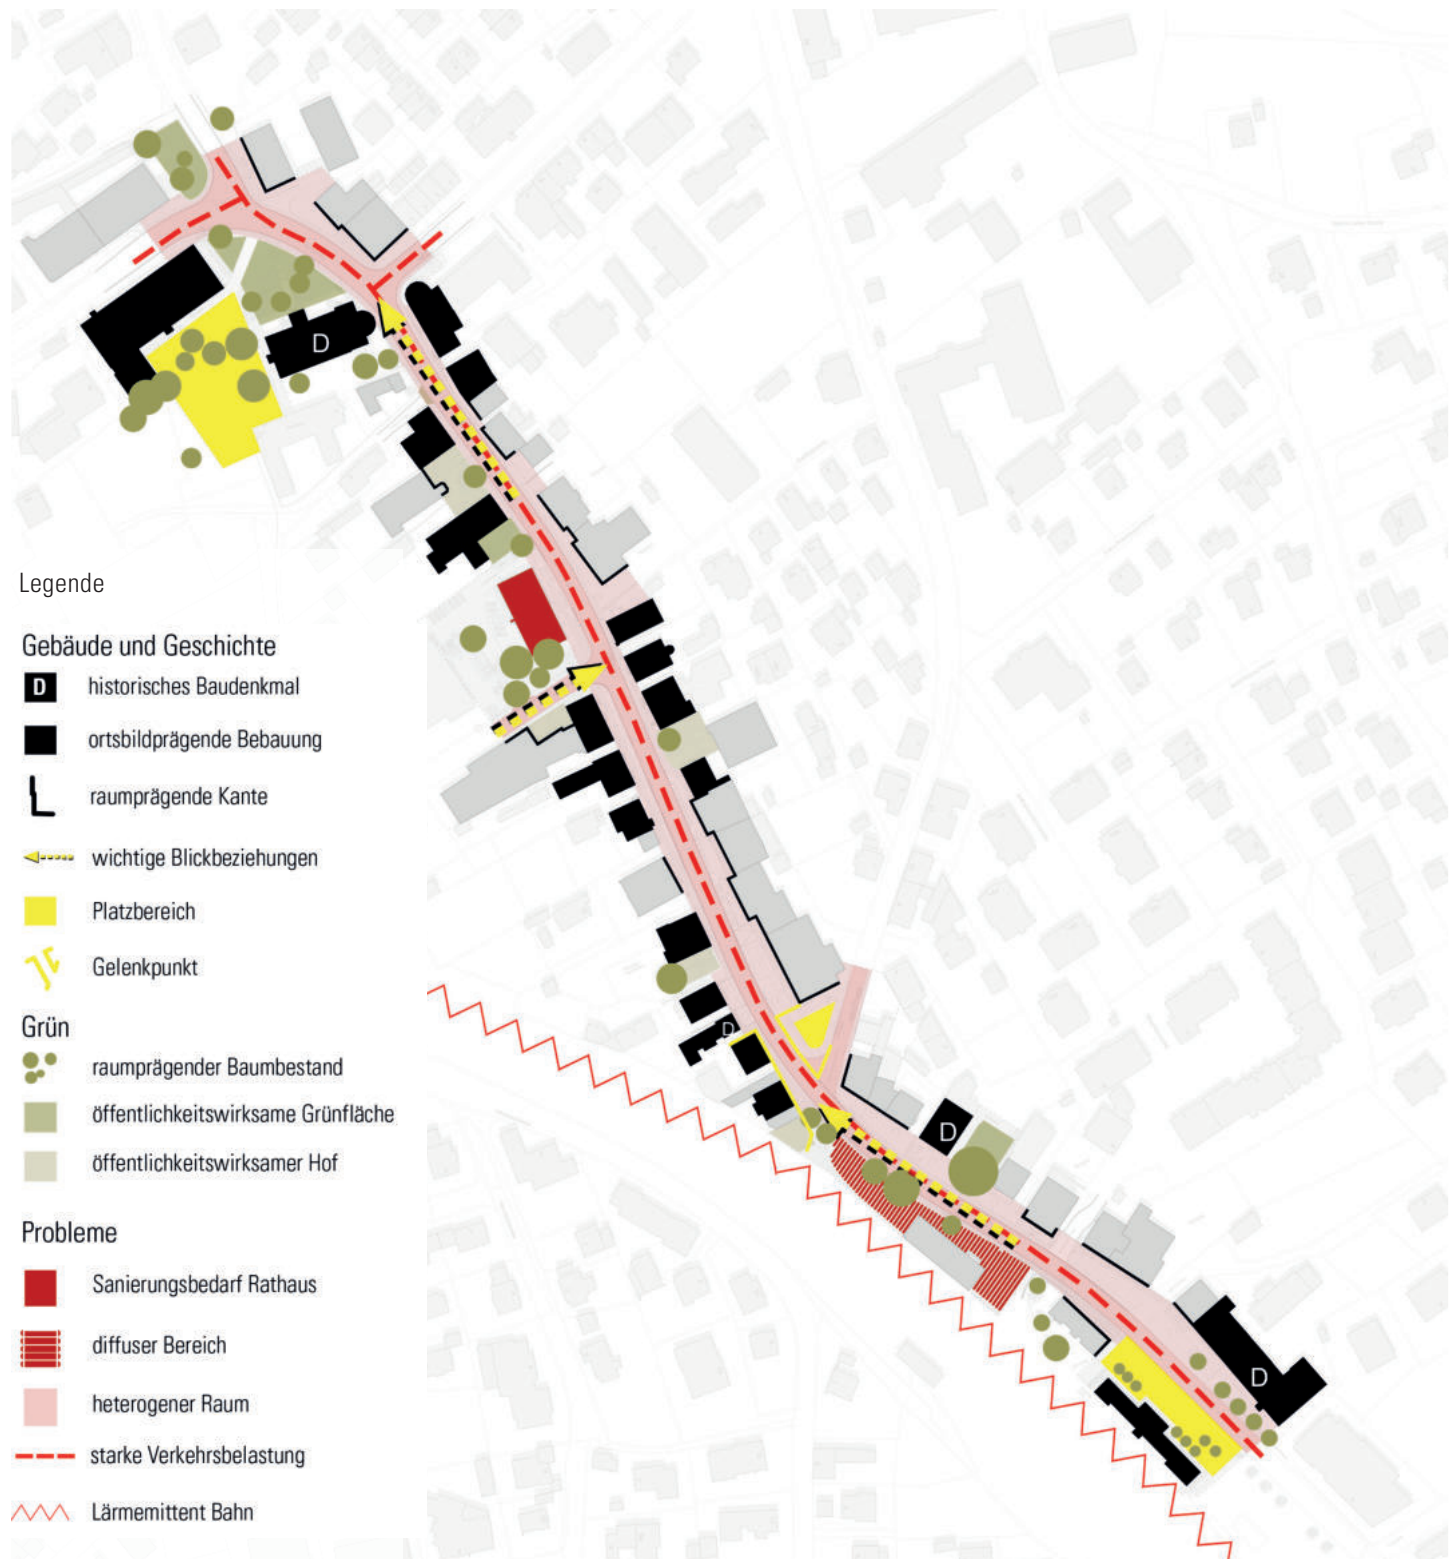 D
Legende
Gebäude und Geschichte
D historisches Baudenkmal
ortsbildprägende Bebauung
raumprägende Kante
wichtige Blickbeziehungen
Platzbereich
Gelenkpunkt
Grün
raumprägender Baumbestand
öffentlichkeitswirksame Grünfläche
öffentlichkeitswirksamer Hof
Probleme
Sanierungsbedarf Rathaus
diffuser Bereich
heterogener Raum
starke Verkehrsbelastung
Lärmemittent Bahn
D
D
D